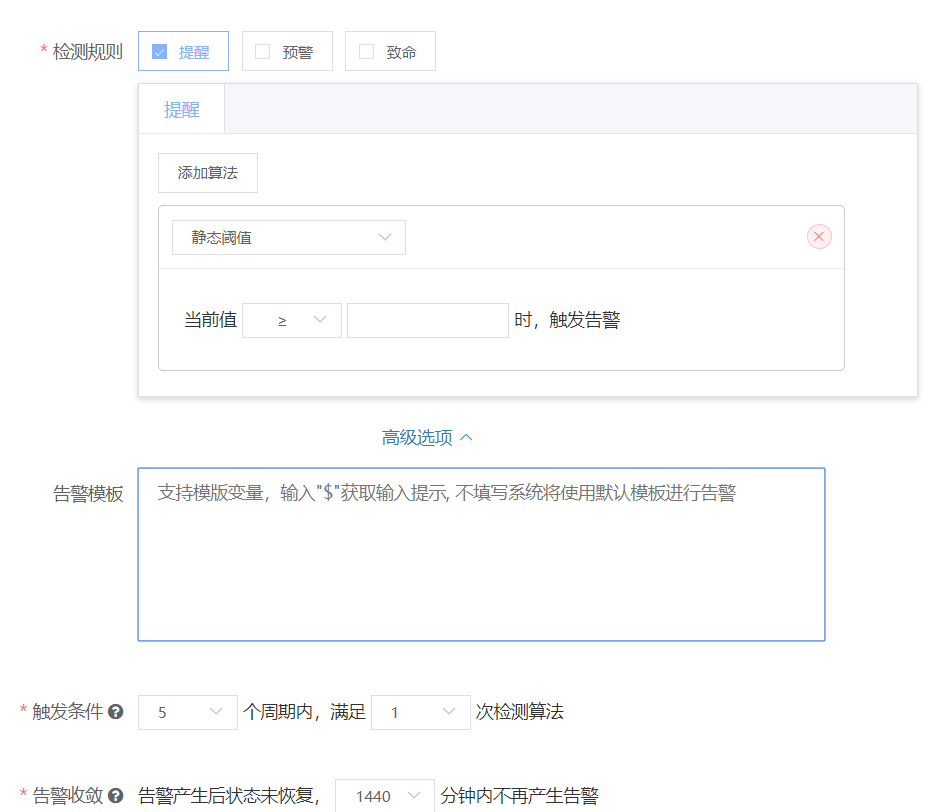 * 检测规则 提醒 预警 致命
提醒
添加算法
静态阈值
当前值 ≥ 时，触发告警
高级选项
告警模板 支持模版变量，输入"$"获取输入提示, 不填写系统将使用默认模板进行告警
* 触发条件 ? 5 个周期内，满足 1 次检测算法
* 告警收敛 ? 告警产生后状态未恢复， 1440 分钟内不再产生告警